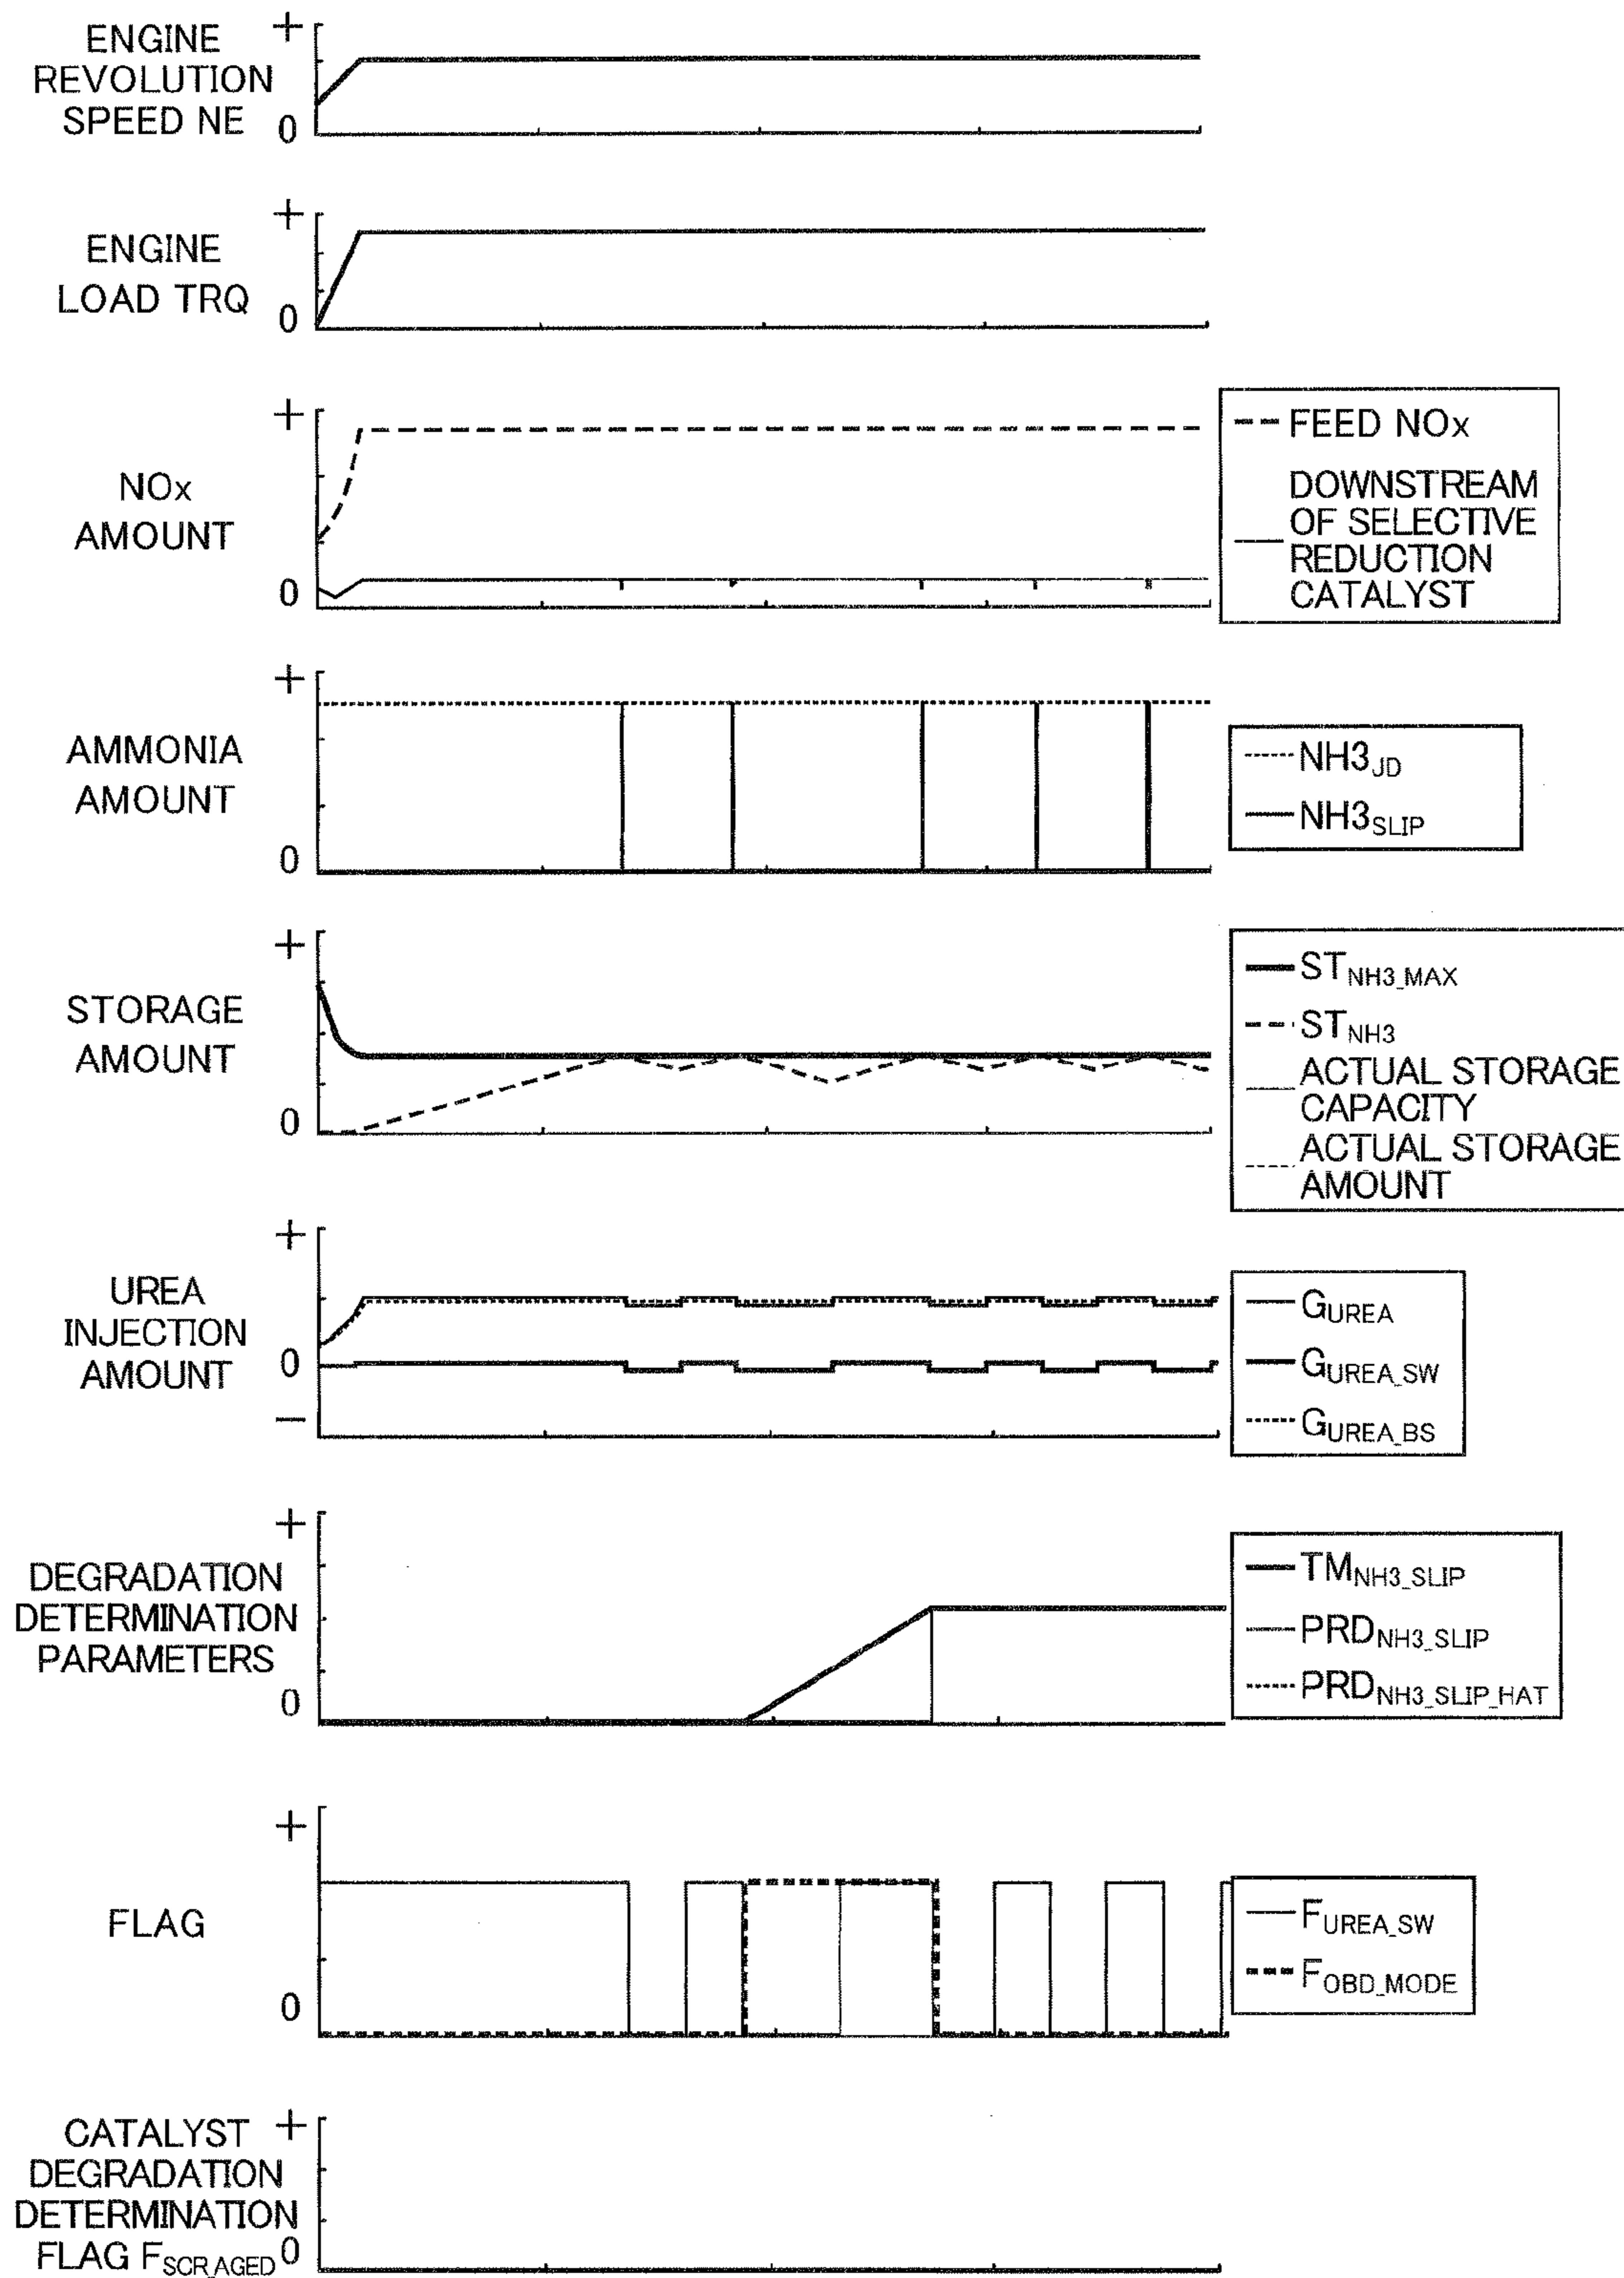 ENGINE
REVOLUTION
SPEED NE
+
0
ENGINE
LOAD TRQ
+
0
NOx
AMOUNT
+
0
FEED NOx
DOWNSTREAM
OF SELECTIVE
REDUCTION
CATALYST
AMMONIA
AMOUNT
+
0
NH3JD
NH3SLIP
STORAGE
AMOUNT
+
0
STNH3_MAX
STNH3
ACTUAL STORAGE
CAPACITY
ACTUAL STORAGE
AMOUNT
UREA
INJECTION
AMOUNT
+
0
−
GUREA
GUREA_SW
GUREA_BS
DEGRADATION
DETERMINATION
PARAMETERS
+
0
TMNH3_SLIP
PRDNH3_SLIP
PRDNH3_SLIP_HAT
FLAG
+
0
FUREA_SW
FOBD_MODE
CATALYST
DEGRADATION
DETERMINATION
FLAG FSCR_AGED
+
0